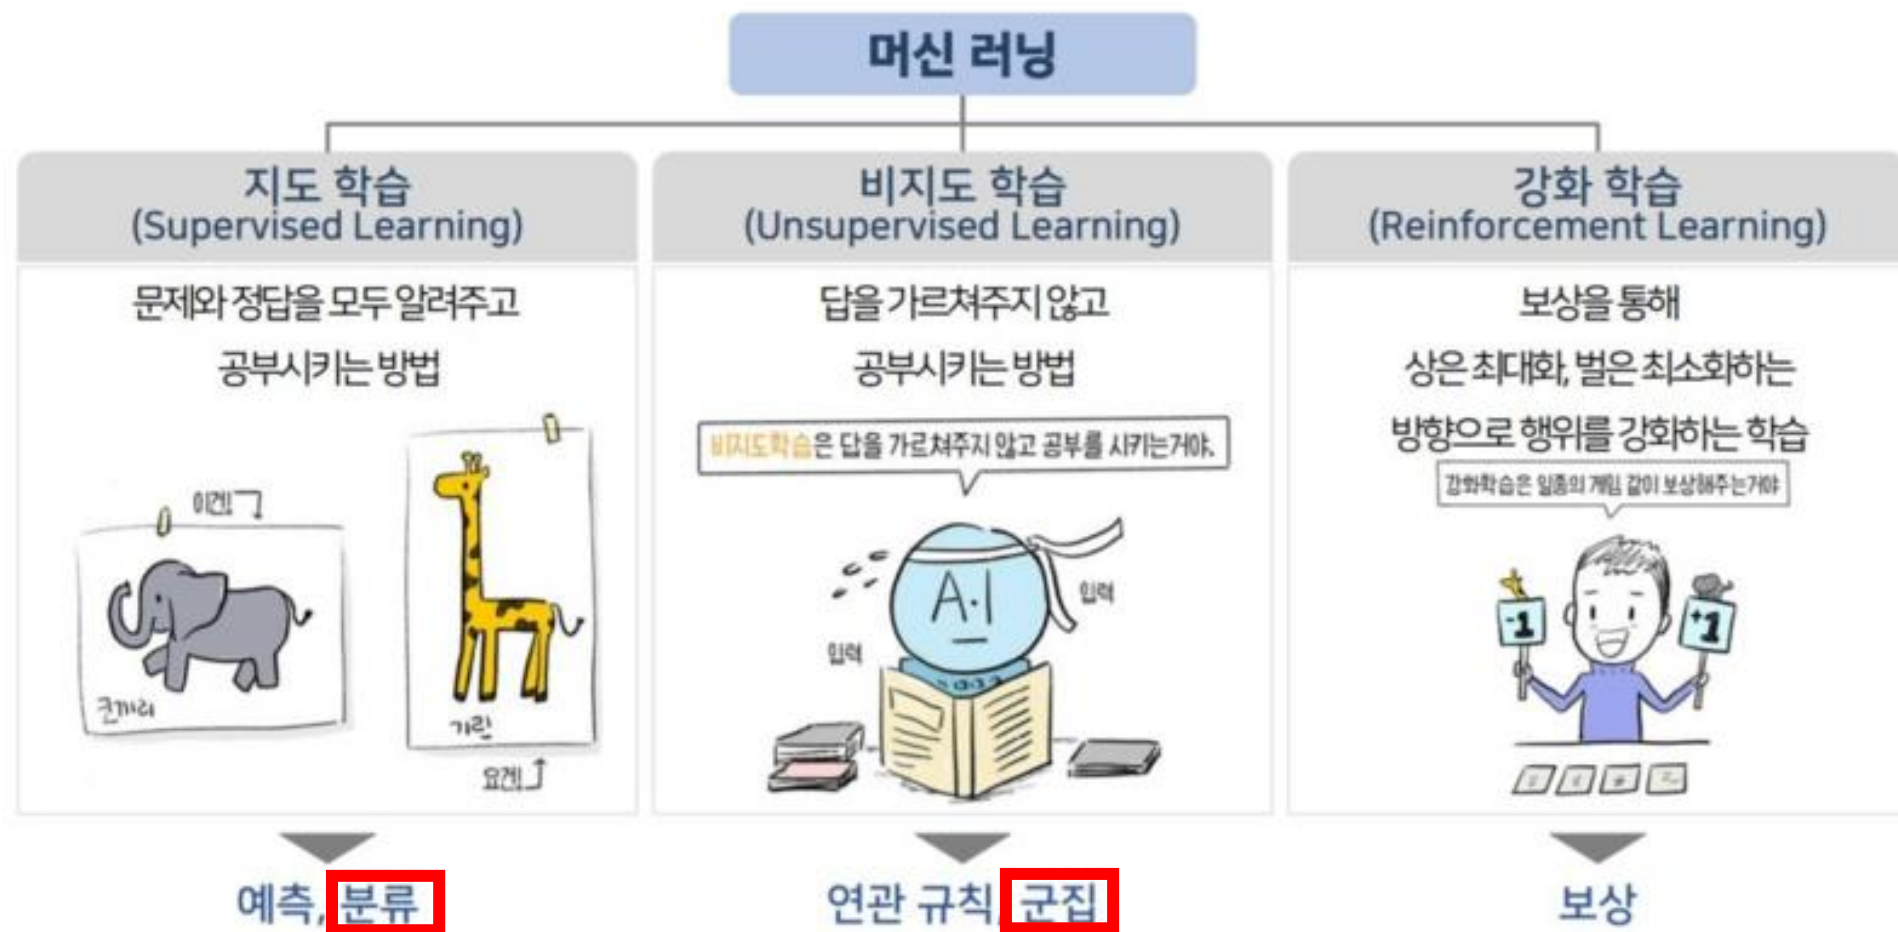 머신 러닝
지도 학습
(Supervised Learning)
문제와 정답을 모두 알려주고
공부시키는 방법
이겐!
코끼리
기린
요겐!
예측, 분류
비지도 학습
(Unsupervised Learning)
답을 가르쳐주지 않고
공부시키는 방법
비지도학습은 답을 가르쳐주지 않고 공부를 시키는거야.
A.I
입력
입력
연관 규칙, 군집
강화 학습
(Reinforcement Learning)
보상을 통해
상은 최대화, 벌은 최소화하는
방향으로 행위를 강화하는 학습
강화학습은 일종의 게임 같이 보상해주는거야
-1
+1
보상